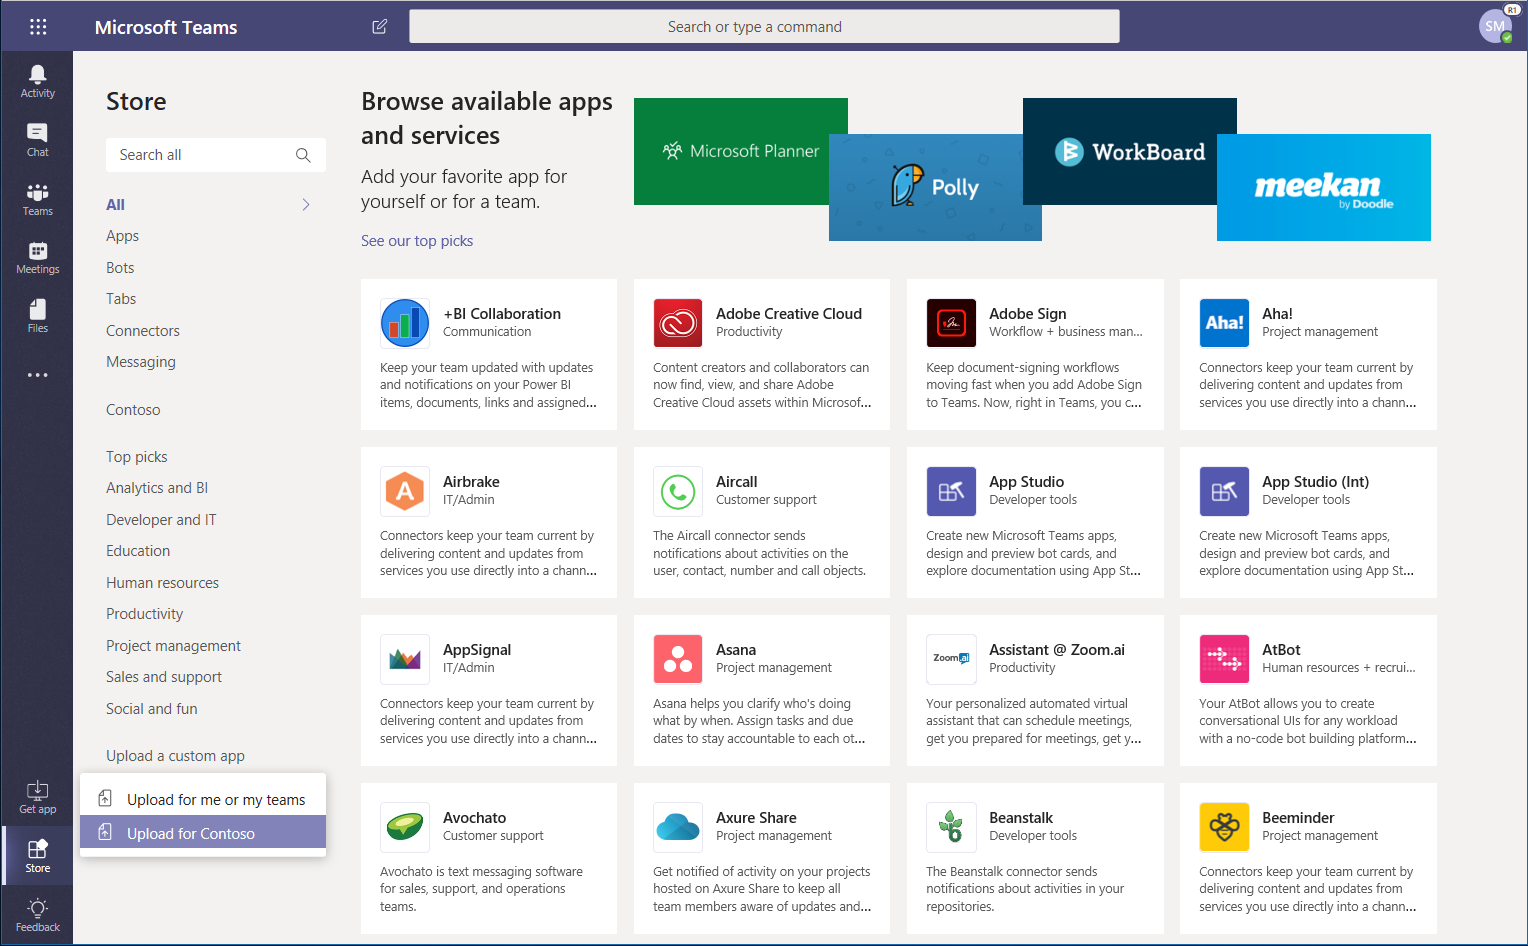 Microsoft Teams
Search or type a command
R1
SM
Activity
Chat
Teams
Meetings
Files
Get app
Store
Feedback
Store
Search all
All
Apps
Bots
Tabs
Connectors
Messaging
Contoso
Top picks
Analytics and BI
Developer and IT
Education
Human resources
Productivity
Project management
Sales and support
Social and fun
Upload a custom app
Upload for me or my teams
Upload for Contoso
Browse available apps
and services
Add your favorite app for
yourself or for a team.
See our top picks
Microsoft Planner
Polly
WorkBoard
meekan
by Doodle
+BI Collaboration
Communication
Keep your team updated with updates
and notifications on your Power BI
items, documents, links and assigned...
Adobe Creative Cloud
Productivity
Content creators and collaborators can
now find, view, and share Adobe
Creative Cloud assets within Microsof...
Adobe Sign
Workflow + business man...
Keep document-signing workflows
moving fast when you add Adobe Sign
to Teams. Now, right in Teams, you c...
Aha!
Aha!
Project management
Connectors keep your team current by
delivering content and updates from
services you use directly into a chann...
A
Airbrake
IT/Admin
Connectors keep your team current by
delivering content and updates from
services you use directly into a chann...
Aircall
Customer support
The Aircall connector sends
notifications about activities on the
user, contact, number and call objects.
App Studio
Developer tools
Create new Microsoft Teams apps,
design and preview bot cards, and
explore documentation using App St...
App Studio (Int)
Developer tools
Create new Microsoft Teams apps,
design and preview bot cards, and
explore documentation using App St...
AppSignal
IT/Admin
Connectors keep your team current by
delivering content and updates from
services you use directly into a chann...
Asana
Project management
Asana helps you clarify who's doing
what by when. Assign tasks and due
dates to stay accountable to each ot...
Zoom.ai
Assistant @ Zoom.ai
Productivity
Your personalized automated virtual
assistant that can schedule meetings,
get you prepared for meetings, get y...
AtBot
Human resources + recrui...
Your AtBot allows you to create
conversational UIs for any workload
with a no-code bot building platform...
Avochato
Customer support
Avochato is text messaging software
for sales, support, and operations
teams.
Axure Share
Project management
Get notified of activity on your projects
hosted on Axure Share to keep all
team members aware of updates and...
Beanstalk
Developer tools
The Beanstalk connector sends
notifications about activities in your
repositories.
Beeminder
Project management
Connectors keep your team current by
delivering content and updates from
services you use directly into a chann...